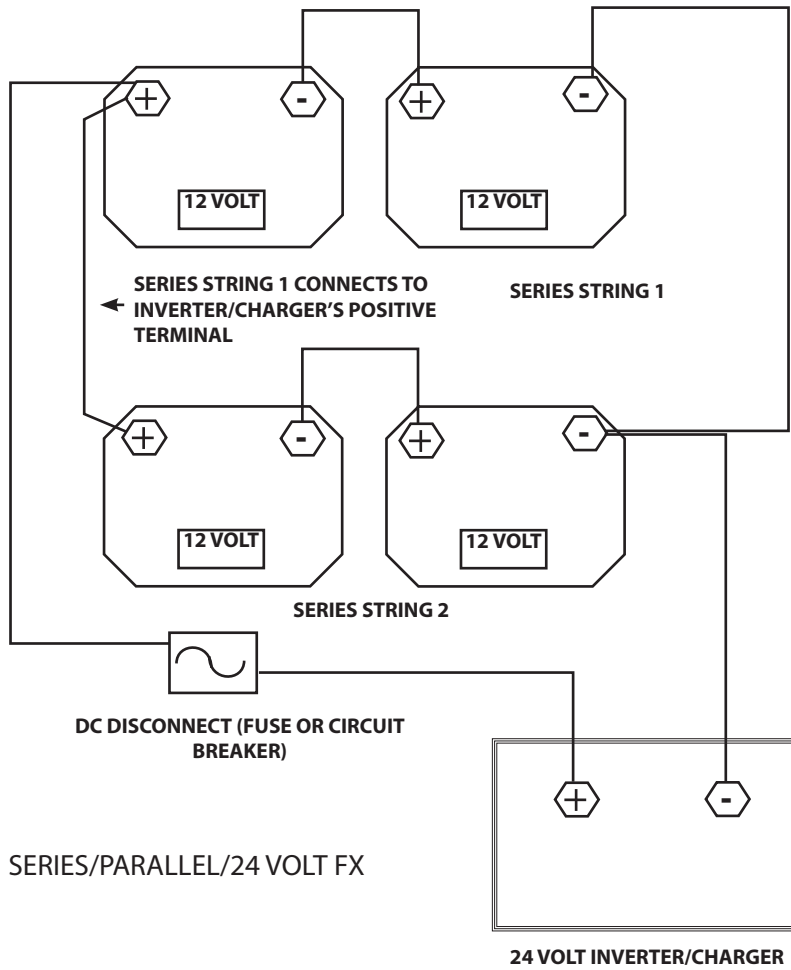 +
-
+
-
12 VOLT
12 VOLT
SERIES STRING 1 CONNECTS TO
INVERTER/CHARGER’S POSITIVE
TERMINAL
SERIES STRING 1
+
-
+
-
12 VOLT
12 VOLT
SERIES STRING 2
DC DISCONNECT (FUSE OR CIRCUIT
BREAKER)
+
-
SERIES/PARALLEL/24 VOLT FX
24 VOLT INVERTER/CHARGER